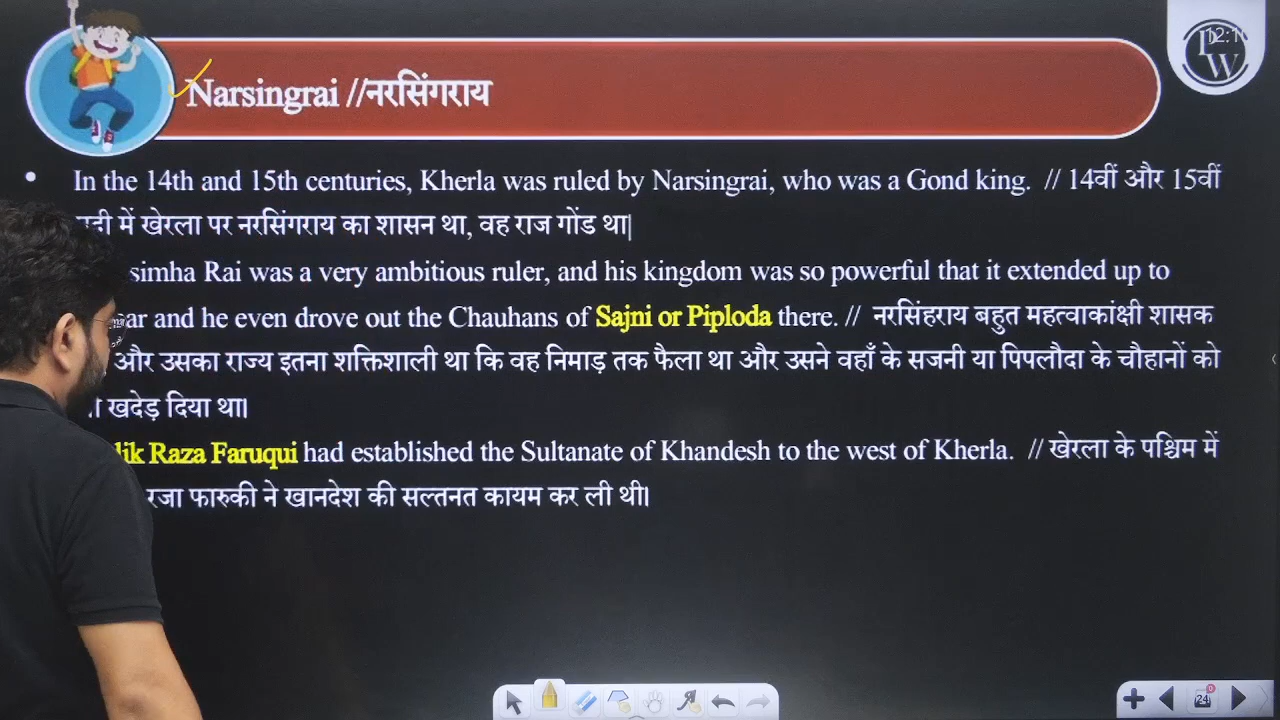 Narsingrai //नरसिंगराय
PW
12:1
In the 14th and 15th centuries, Kherla was ruled by Narsingrai, who was a Gond king. // 14वीं और 15वीं
में खेरला पर नरसिंगराय का शासन था, वह राज गोंड था|
simha Rai was a very ambitious ruler, and his kingdom was so powerful that it extended up to
ar and he even drove out the Chauhans of Sajni or Piploda there. // नरसिंहराय बहुत महत्वाकांक्षी शासक
और उसका राज्य इतना शक्तिशाली था कि वह निमाड़ तक फैला था और उसने वहाँ के सजनी या पिपलौदा के चौहानों को
खदेड़ दिया था।
lik Raza Faruqui had established the Sultanate of Khandesh to the west of Kherla. // खेरला के पश्चिम में
रजा फारुकी ने खानदेश की सल्तनत कायम कर ली थी।
24